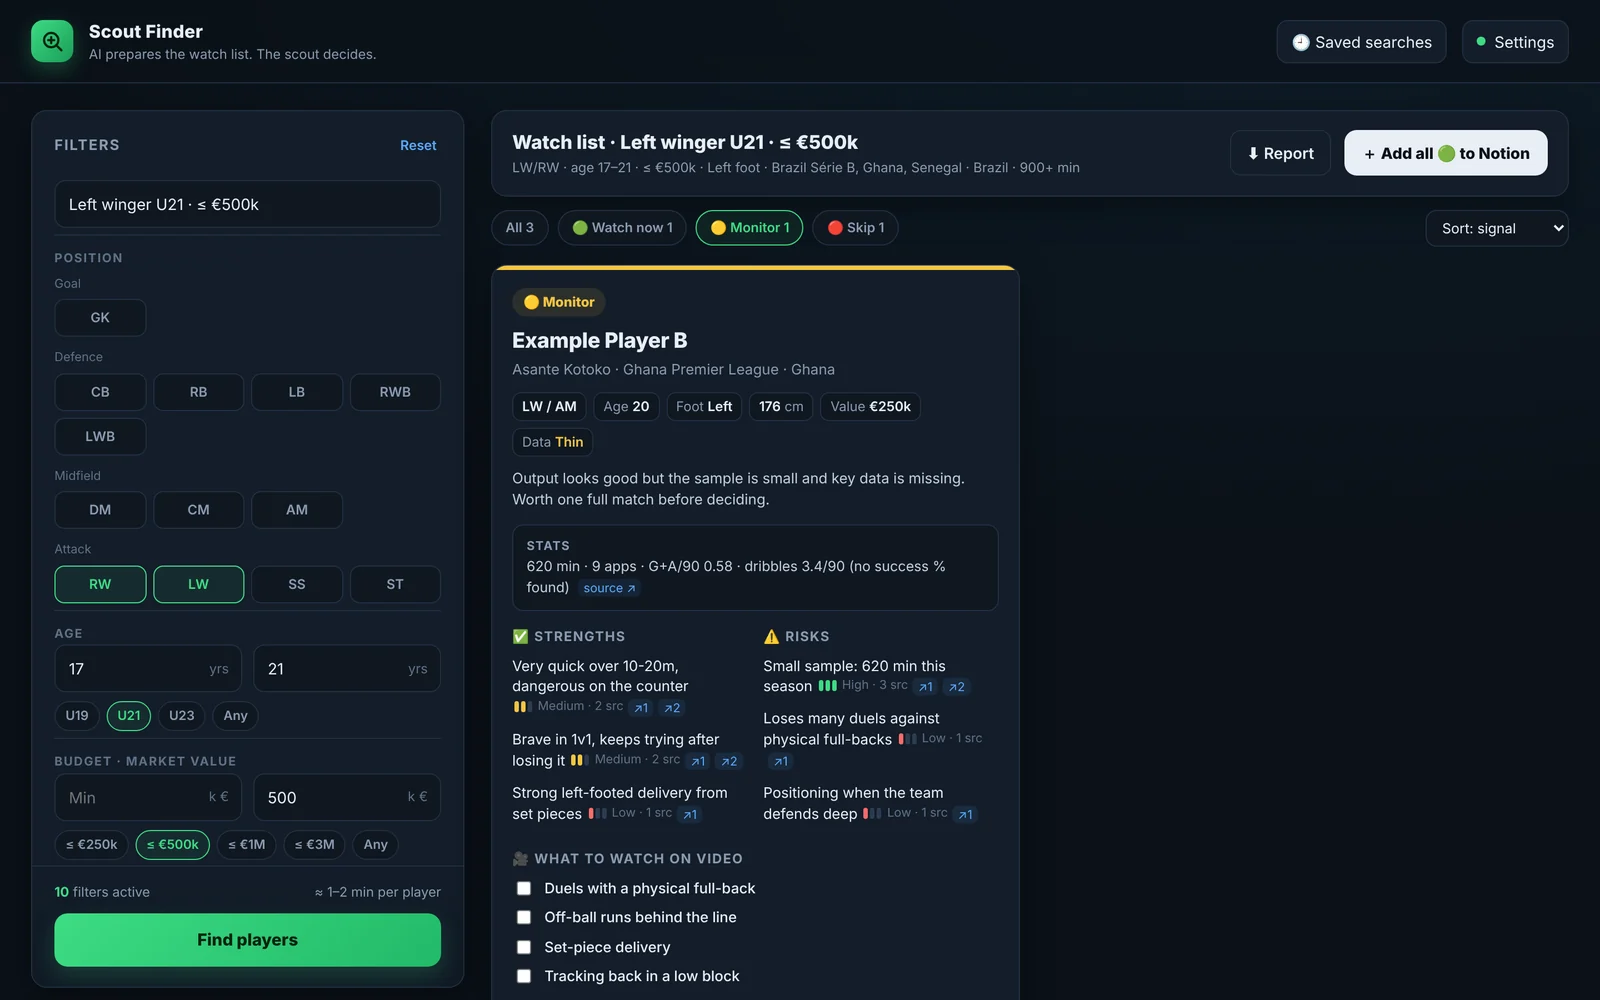 Scout Finder
AI prepares the watch list. The scout decides.
🕘 Saved searches
Settings
FILTERS
Reset
Left winger U21 · ≤ €500k
POSITION
Goal
GK
Defence
CB
RB
LB
RWB
LWB
Midfield
DM
CM
AM
Attack
RW
LW
SS
ST
AGE
17 yrs
21 yrs
U19
U21
U23
Any
BUDGET · MARKET VALUE
Min k €
500 k €
≤ €250k
≤ €500k
≤ €1M
≤ €3M
Any
10 filters active
≈ 1–2 min per player
Find players
Watch list · Left winger U21 · ≤ €500k
LW/RW · age 17–21 · ≤ €500k · Left foot · Brazil Série B, Ghana, Senegal · Brazil · 900+ min
⬇ Report
+ Add all 🟢 to Notion
All 3
🟢 Watch now 1
🟡 Monitor 1
🔴 Skip 1
Sort: signal
🟡 Monitor
Example Player B
Asante Kotoko · Ghana Premier League · Ghana
LW / AM
Age 20
Foot Left
176 cm
Value €250k
Data Thin
Output looks good but the sample is small and key data is missing.
Worth one full match before deciding.
STATS
620 min · 9 apps · G+A/90 0.58 · dribbles 3.4/90 (no success %
found) source ↗
✅ STRENGTHS
Very quick over 10-20m,
dangerous on the counter
Medium · 2 src ↗1 ↗2
Brave in 1v1, keeps trying after
losing it Medium · 2 src ↗1 ↗2
Strong left-footed delivery from
set pieces Low · 1 src ↗1
⚠️ RISKS
Small sample: 620 min this
season High · 3 src ↗1 ↗2
Loses many duels against
physical full-backs Low · 1 src
↗1
Positioning when the team
defends deep Low · 1 src ↗1
🎥 WHAT TO WATCH ON VIDEO
Duels with a physical full-back
Off-ball runs behind the line
Set-piece delivery
Tracking back in a low block